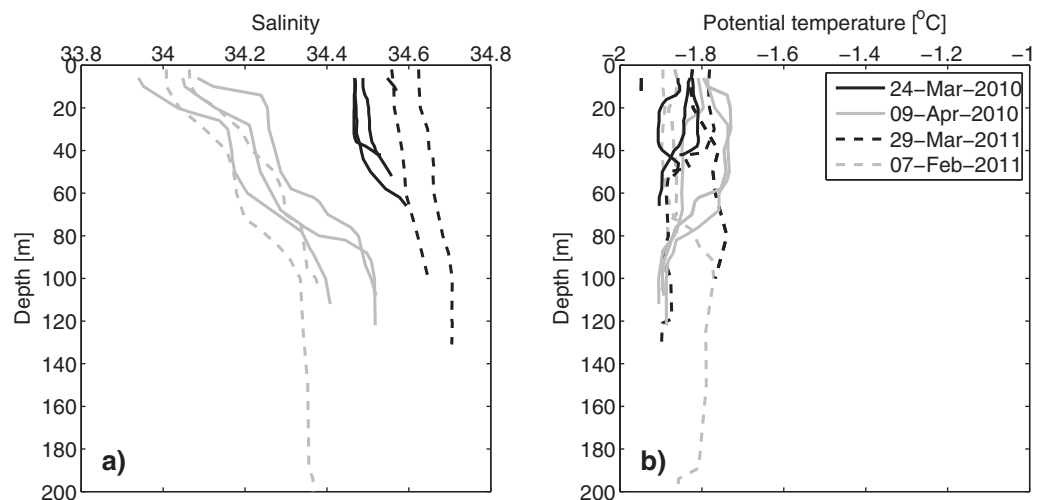 Salinity
33.8 34 34.2 34.4 34.6 34.8
0
20
40
60
80
100
120
140
160
180
200
Depth [m]
a)
Potential temperature [°C]
−2 −1.8 −1.6 −1.4 −1.2 −1
0
20
40
60
80
100
120
140
160
180
200
Depth [m]
24−Mar−2010
09−Apr−2010
29−Mar−2011
07−Feb−2011
b)